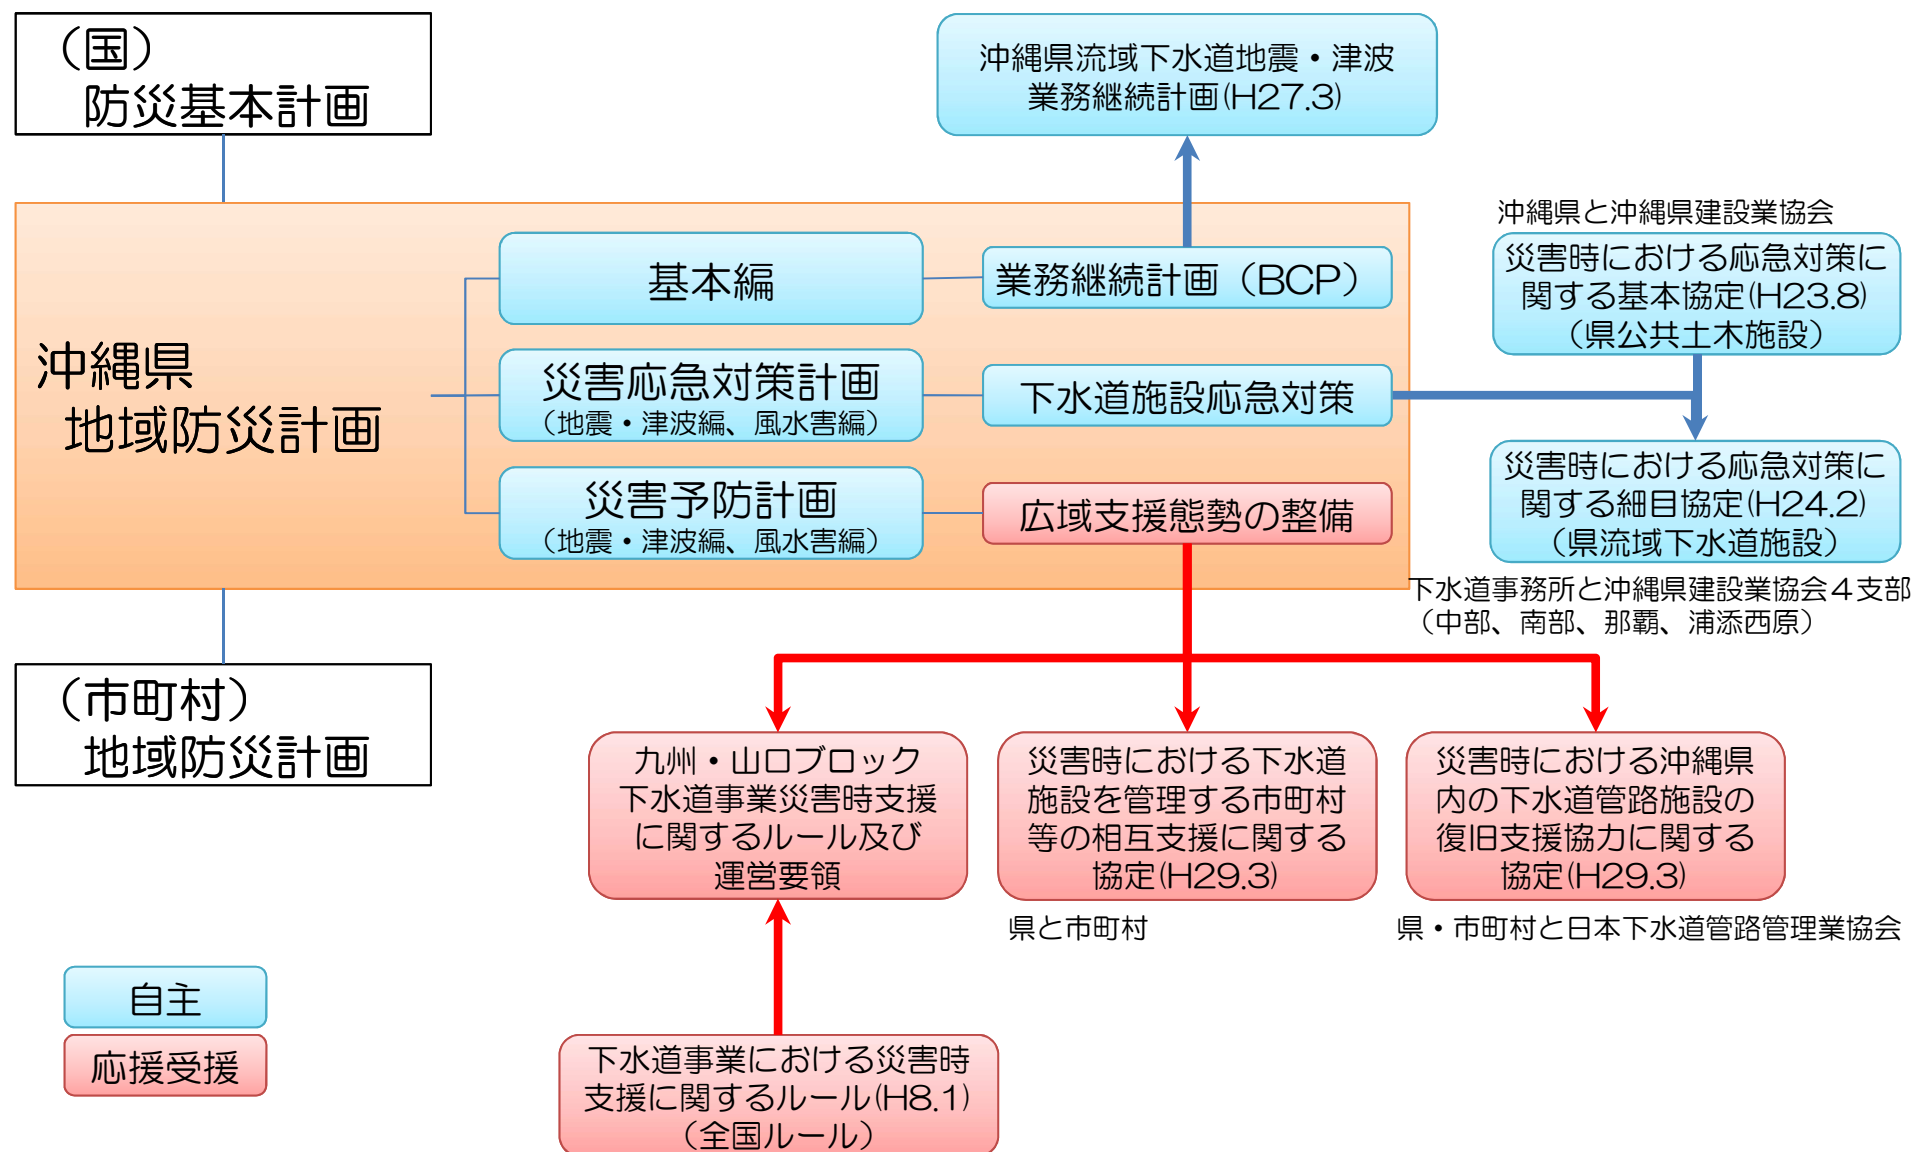 （国）
防災基本計画
沖縄県流域下水道地震・津波
業務継続計画(H27.3)
沖縄県
地域防災計画
基本編
業務継続計画（BCP）
災害応急対策計画
（地震・津波編、風水害編）
下水道施設応急対策
災害予防計画
（地震・津波編、風水害編）
広域支援態勢の整備
沖縄県と沖縄県建設業協会
災害時における応急対策に
関する基本協定(H23.8)
（県公共土木施設）
災害時における応急対策に
関する細目協定(H24.2)
（県流域下水道施設）
下水道事務所と沖縄県建設業協会４支部
（中部、南部、那覇、浦添西原）
（市町村）
地域防災計画
九州・山口ブロック
下水道事業災害時支援
に関するルール及び
運営要領
災害時における下水道
施設を管理する市町村
等の相互支援に関する
協定(H29.3)
県と市町村
災害時における沖縄県
内の下水道管路施設の
復旧支援協力に関する
協定(H29.3)
県・市町村と日本下水道管路管理業協会
自主
応援受援
下水道事業における災害時
支援に関するルール(H8.1)
（全国ルール）